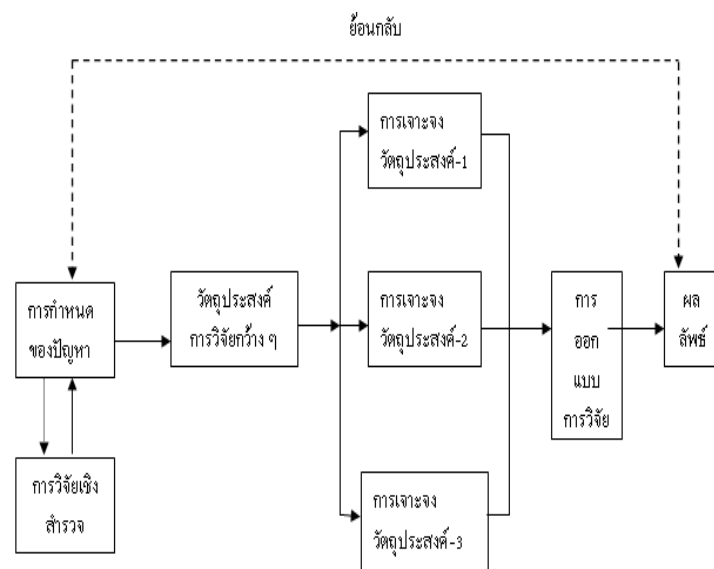 ย้อนกลับ
การเจาะจง
วัตถุประสงค์-1
การกำหนด
ของปัญหา
วัตถุประสงค์
การวิจัยกว้าง ๆ
การเจาะจง
วัตถุประสงค์-2
การ
ออก
แบบ
การวิจัย
ผล
ลัพธ์
การวิจัยเชิง
สำรวจ
การเจาะจง
วัตถุประสงค์-3